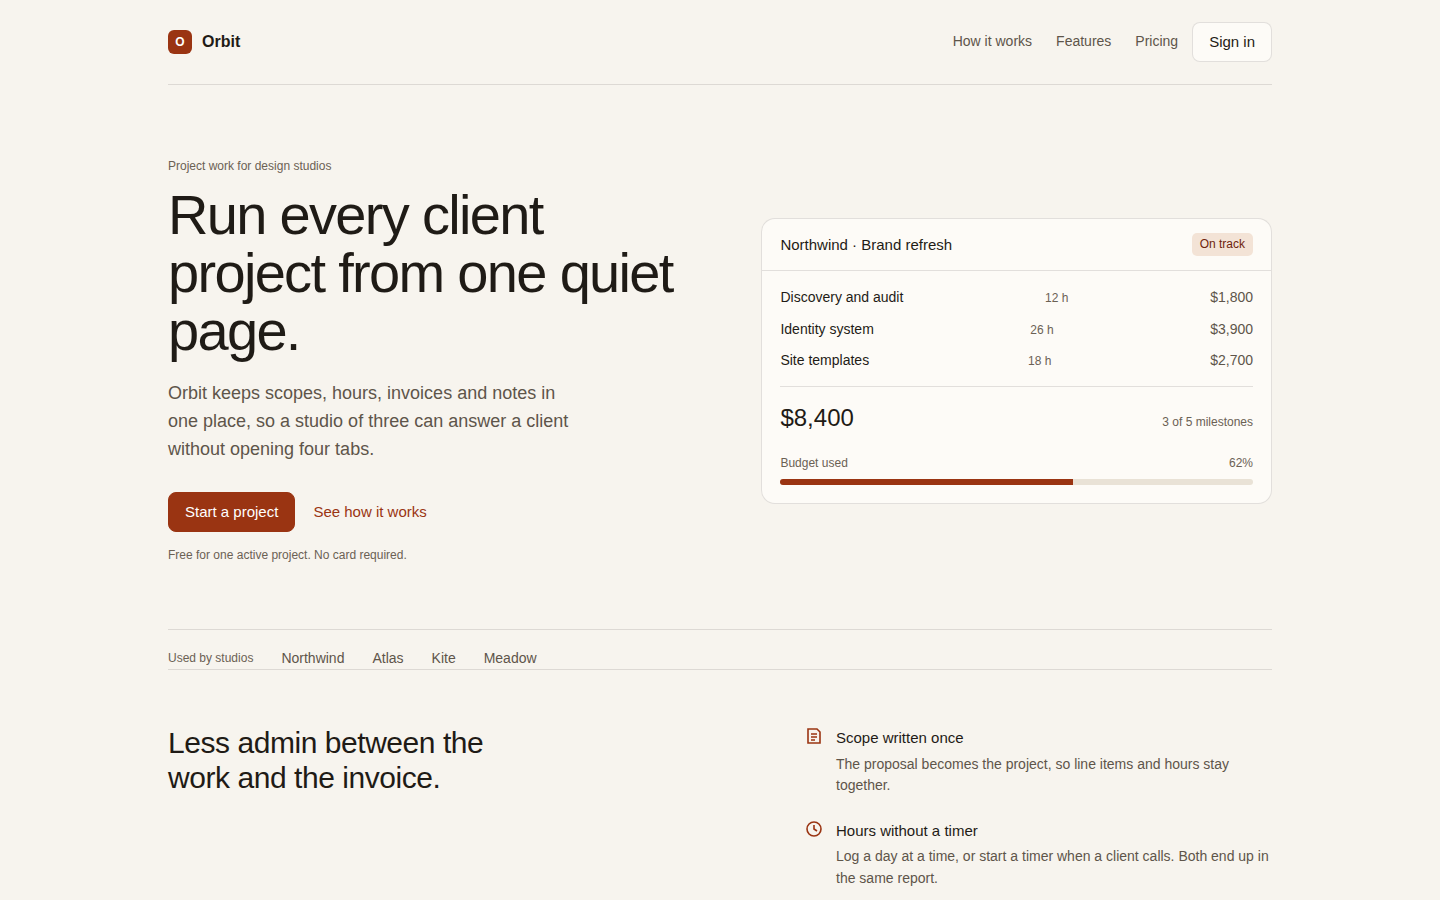 O Orbit
How it works Features Pricing Sign in
Project work for design studios
Run every client
project from one quiet
page.
Orbit keeps scopes, hours, invoices and notes in
one place, so a studio of three can answer a client
without opening four tabs.
Start a project See how it works
Free for one active project. No card required.
Northwind · Brand refresh On track
Discovery and audit 12 h $1,800
Identity system 26 h $3,900
Site templates 18 h $2,700
$8,400 3 of 5 milestones
Budget used 62%
Used by studios Northwind Atlas Kite Meadow
Less admin between the
work and the invoice.
Scope written once
The proposal becomes the project, so line items and hours stay
together.
Hours without a timer
Log a day at a time, or start a timer when a client calls. Both end up in
the same report.